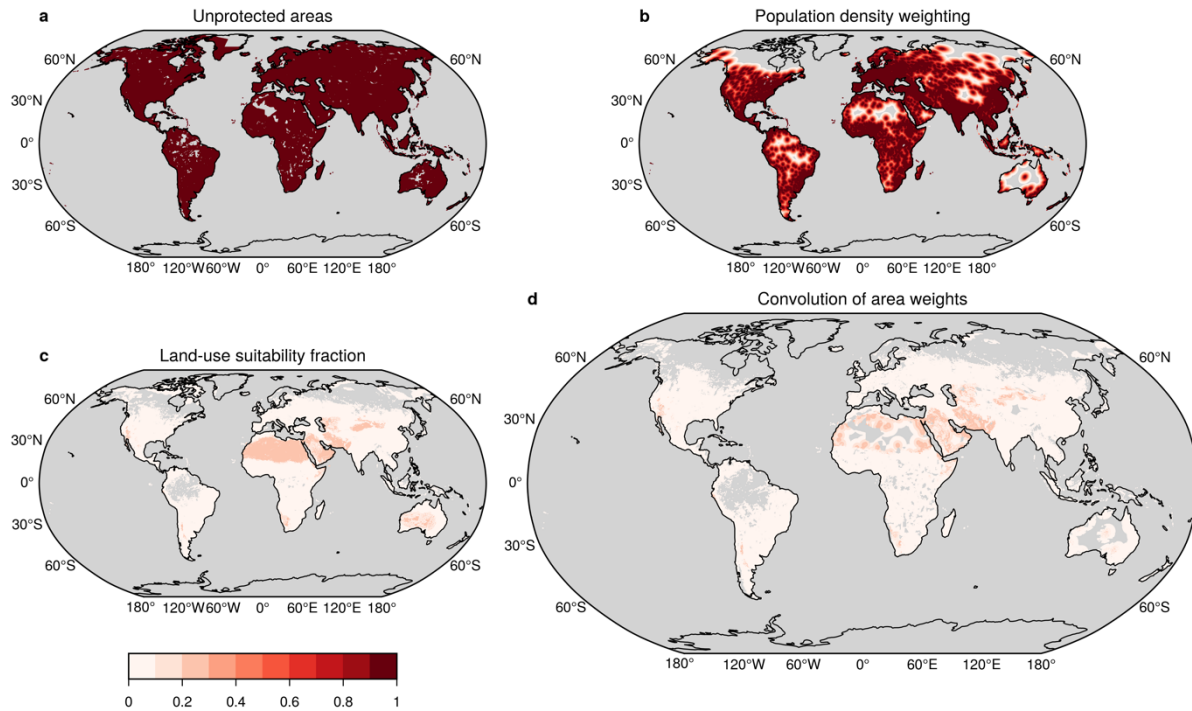 a
Unprotected areas
60°N
60°N
30°N
0°
30°S
60°S
60°S
180°
120°W
60°W
0°
60°E
120°E
180°
b
Population density weighting
60°N
60°N
30°N
0°
30°S
60°S
60°S
180°
120°W
60°W
0°
60°E
120°E
180°
c
Land-use suitability fraction
60°N
60°N
30°N
0°
30°S
60°S
60°S
180°
120°W
60°W
0°
60°E
120°E
180°
0
0.2
0.4
0.6
0.8
1
d
Convolution of area weights
60°N
60°N
30°N
0°
30°S
60°S
60°S
180°
120°W
60°W
0°
60°E
120°E
180°